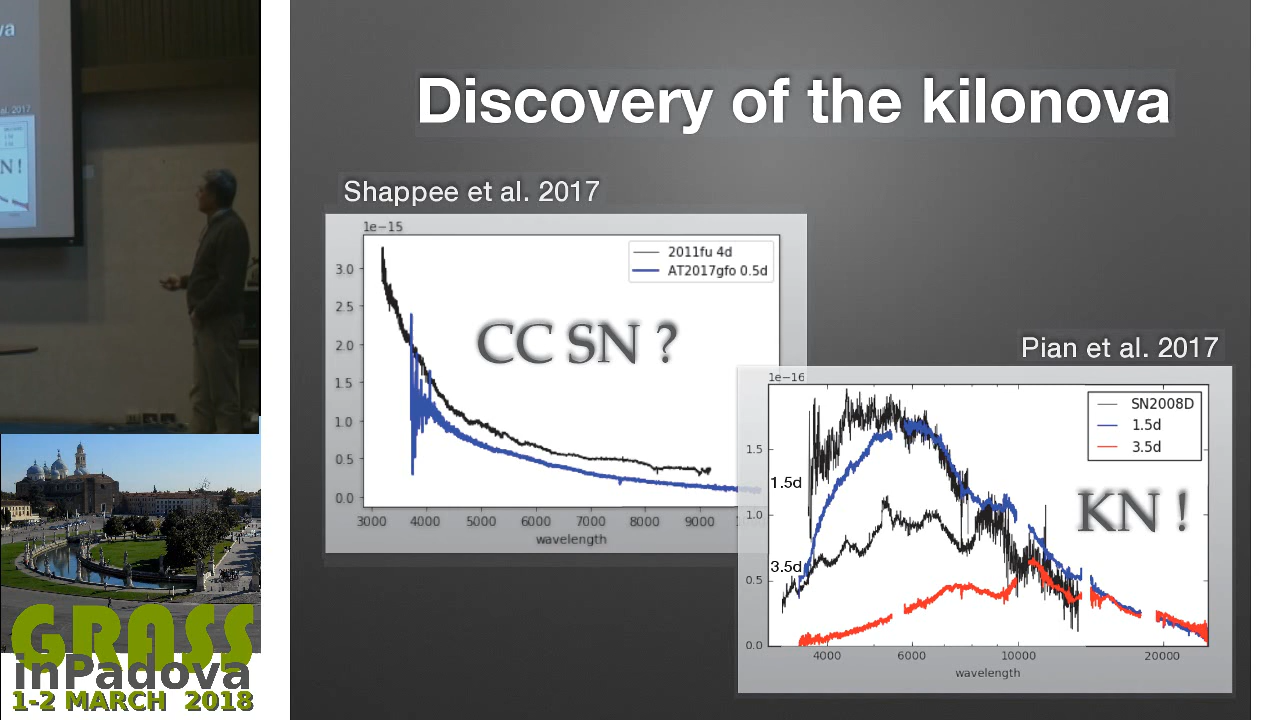 va
al. 2017
N !
Discovery of the kilonova
Shappee et al. 2017
1e−15
2011fu 4d
AT2017gfo 0.5d
CC SN ?
3.0
2.5
2.0
1.5
1.0
0.5
0.0
3000 4000 5000 6000 7000 8000 9000
wavelength
Pian et al. 2017
1e−16
SN2008D
1.5d
3.5d
KN !
1.5
1.5d
1.0
3.5d
0.5
0.0
4000 6000 10000 20000
wavelength
GRASS
inPadova
1-2 MARCH 2018